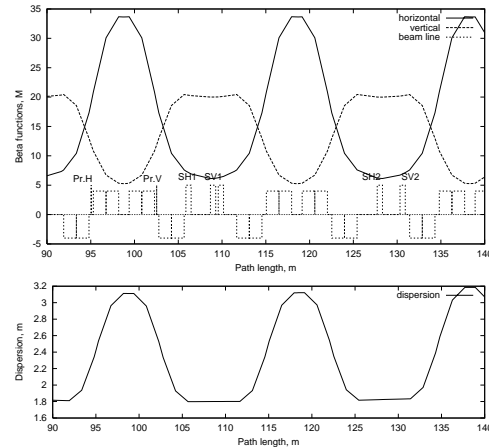 35
30
25
20
15
10
5
0
-5
Beta functions, M
horizontal
vertical
beam line
Pr.H
Pr.V
SH1
SV1
SH2
SV2
90 95 100 105 110 115 120 125 130 135 140
Path length, m
3.2
3
2.8
2.6
2.4
2.2
2
1.8
1.6
Dispersion, m
dispersion
90 95 100 105 110 115 120 125 130 135 140
Path length, m